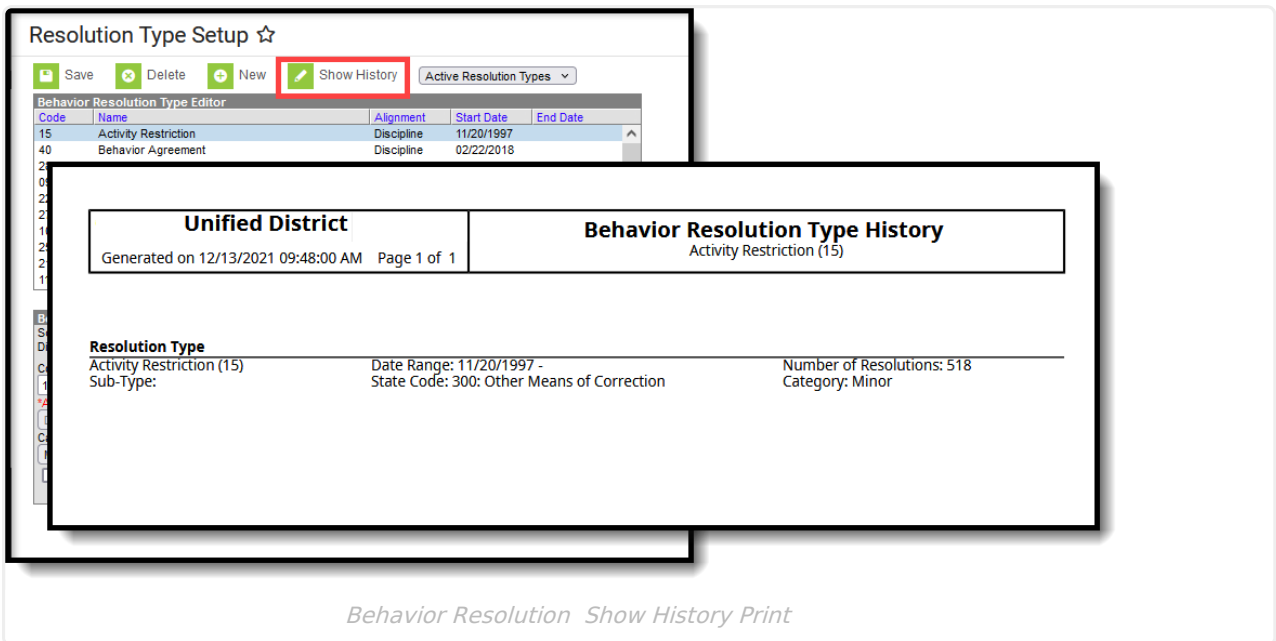 Resolution Type Setup ☆
Save Delete New Show History Active Resolution Types
Behavior Resolution Type Editor
Code Name Alignment Start Date End Date
15 Activity Restriction Discipline 11/20/1997
40 Behavior Agreement Discipline 02/22/2018
Unified District
Generated on 12/13/2021 09:48:00 AM Page 1 of 1
Behavior Resolution Type History
Activity Restriction (15)
Resolution Type
Activity Restriction (15) Date Range: 11/20/1997 - Number of Resolutions: 518
Sub-Type: State Code: 300: Other Means of Correction Category: Minor
Behavior Resolution Show History Print